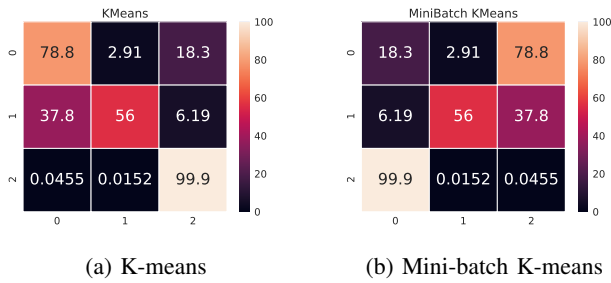 KMeans
0 78.8 2.91 18.3
1 37.8 56 6.19
2 0.0455 0.0152 99.9
0 1 2
100
80
60
40
20
0
(a) K-means
MiniBatch KMeans
0 18.3 2.91 78.8
1 6.19 56 37.8
2 99.9 0.0152 0.0455
0 1 2
100
80
60
40
20
0
(b) Mini-batch K-means